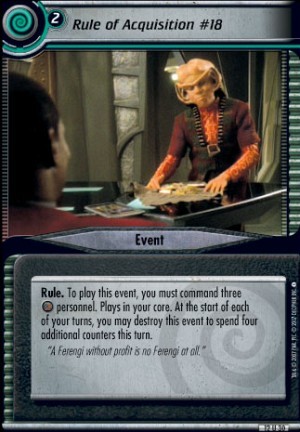 2 Rule of Acquisition #18
Event
Rule. To play this event, you must command three
personnel. Plays in your core. At the start of each
of your turns, you may destroy this event to spend four
additional counters this turn.
"A Ferengi without profit is no Ferengi at all."